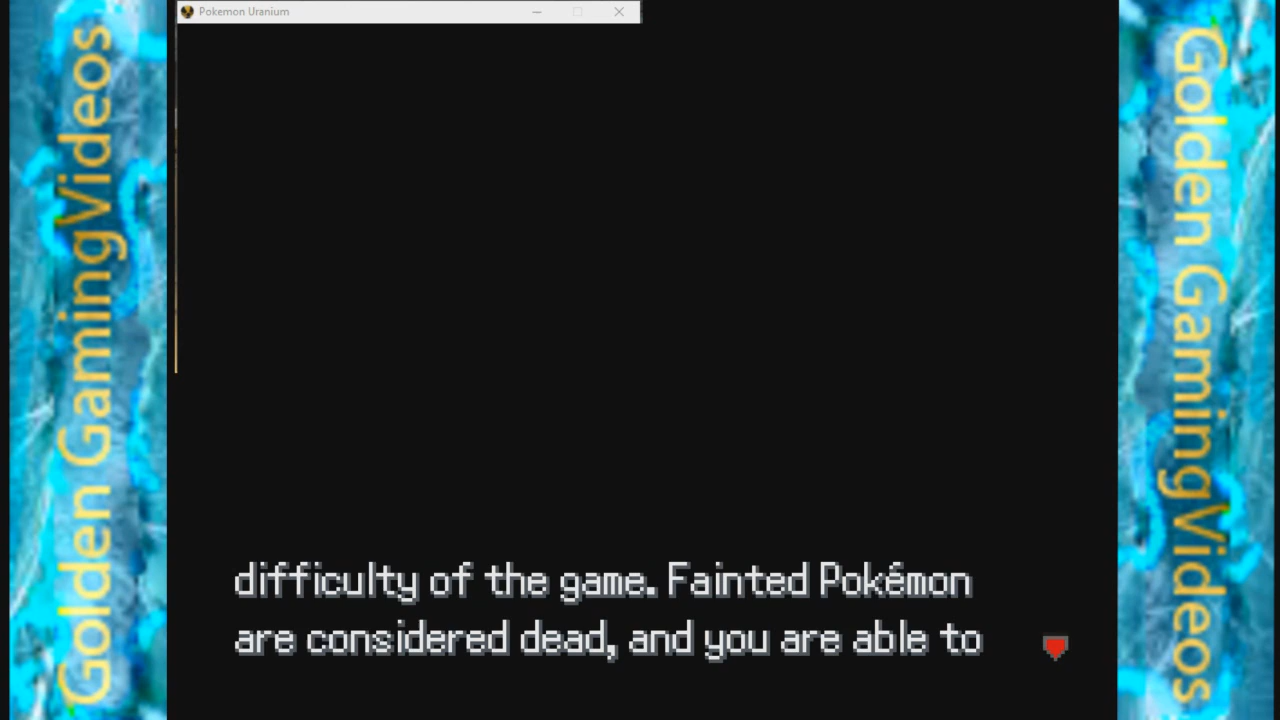 Pokemon Uranium
Golden GamingVideos
difficulty of the game. Fainted Pokémon
are considered dead, and you are able to
Golden GamingVideos